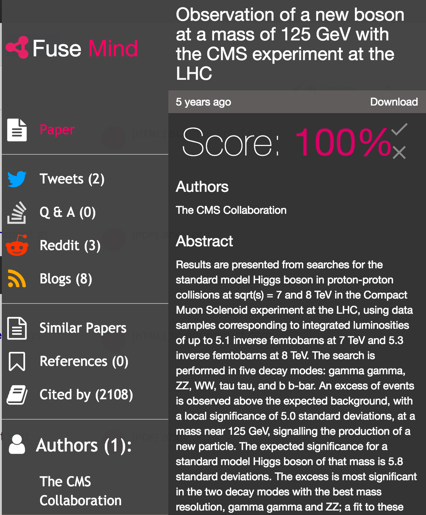 Fuse Mind
Paper
Tweets (2)
Q & A (0)
Reddit (3)
Blogs (8)
Similar Papers
References (0)
Cited by (2108)
Authors (1):
The CMS
Collaboration
Observation of a new boson
at a mass of 125 GeV with
the CMS experiment at the
LHC
5 years ago Download
Score: 100%
Authors
The CMS Collaboration
Abstract
Results are presented from searches for the
standard model Higgs boson in proton-proton
collisions at sqrt(s) = 7 and 8 TeV in the Compact
Muon Solenoid experiment at the LHC, using data
samples corresponding to integrated luminosities
of up to 5.1 inverse femtobarns at 7 TeV and 5.3
inverse femtobarns at 8 TeV. The search is
performed in five decay modes: gamma gamma,
ZZ, WW, tau tau, and b b-bar. An excess of events
is observed above the expected background, with
a local significance of 5.0 standard deviations, at a
mass near 125 GeV, signalling the production of a
new particle. The expected significance for a
standard model Higgs boson of that mass is 5.8
standard deviations. The excess is most significant
in the two decay modes with the best mass
resolution, gamma gamma and ZZ; a fit to these